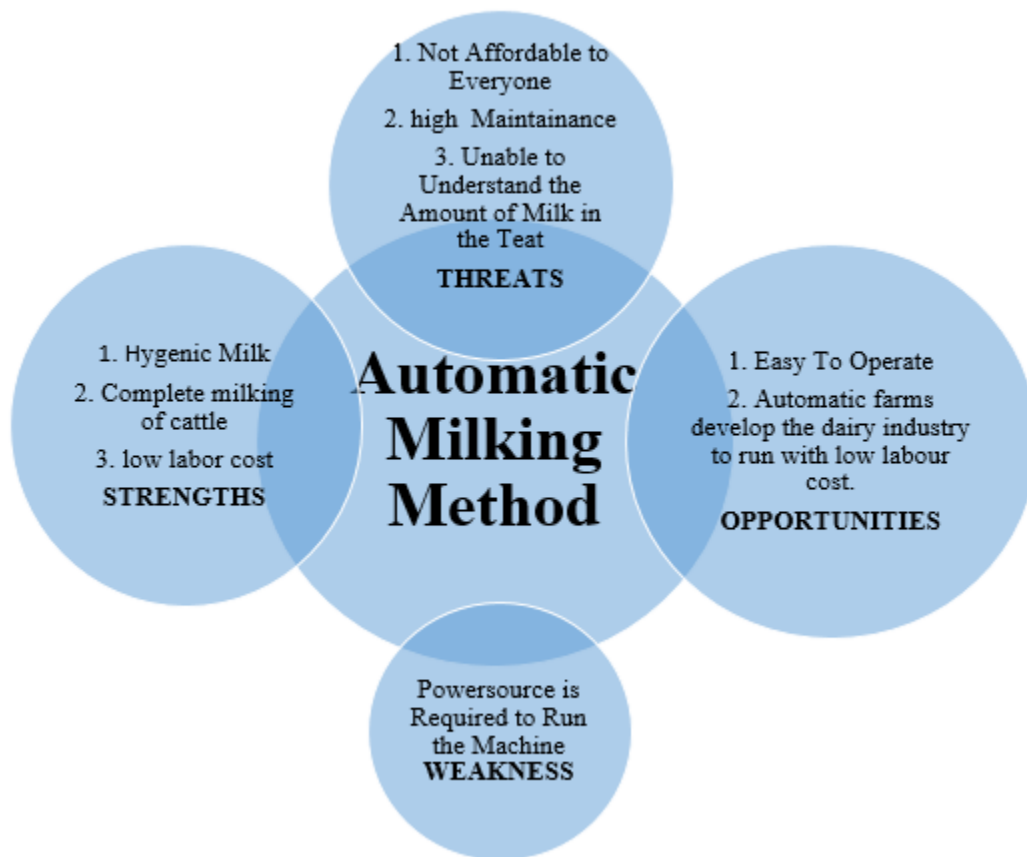 1. Not Affordable to
Everyone
2. high  Maintainance
3. Unable to
Understand the
Amount of Milk in
the Teat
THREATS
1. Hygenic Milk
2. Complete milking
of cattle
3. low labor cost
STRENGTHS
Automatic
Milking
Method
1. Easy To Operate
2. Automatic farms
develop the dairy industry
to run with low labour
cost.
OPPORTUNITIES
Powersource is
Required to Run
the Machine
WEAKNESS